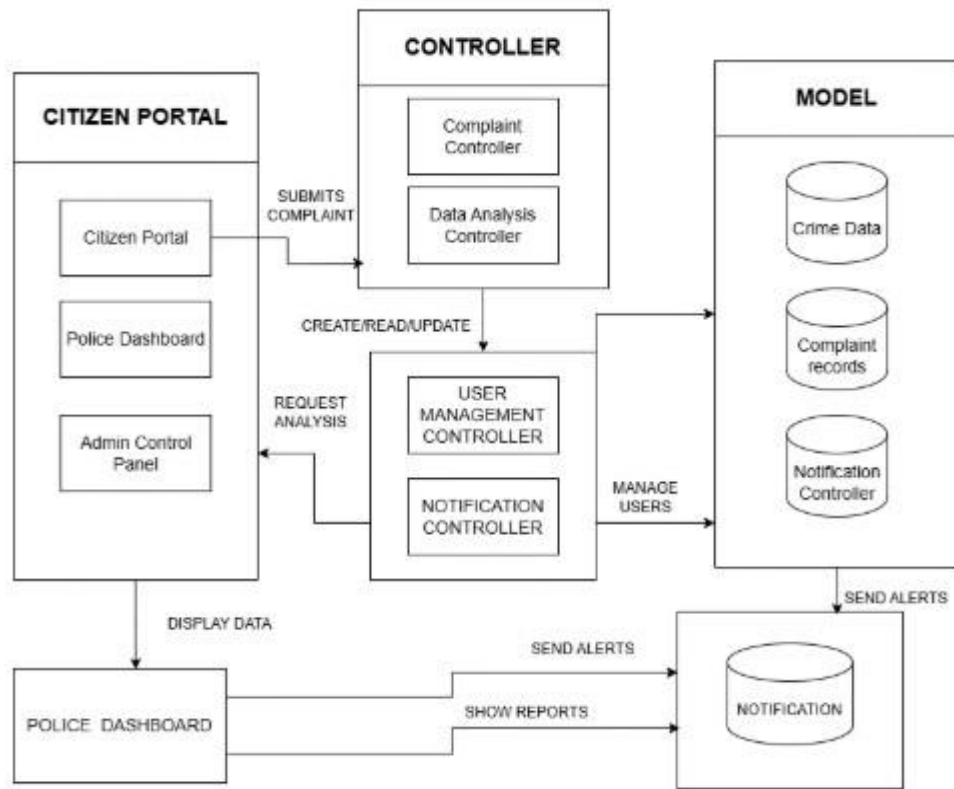 CITIZEN PORTAL
Citizen Portal
Police Dashboard
Admin Control
Panel
SUBMITS
COMPLAINT
CONTROLLER
Complaint
Controller
Data Analysis
Controller
CREATE/READ/UPDATE
REQUEST
ANALYSIS
USER
MANAGEMENT
CONTROLLER
NOTIFICATION
CONTROLLER
MANAGE
USERS
MODEL
Crime Data
Complaint
records
Notification
Controller
SEND ALERTS
DISPLAY DATA
POLICE DASHBOARD
SEND ALERTS
SHOW REPORTS
NOTIFICATION